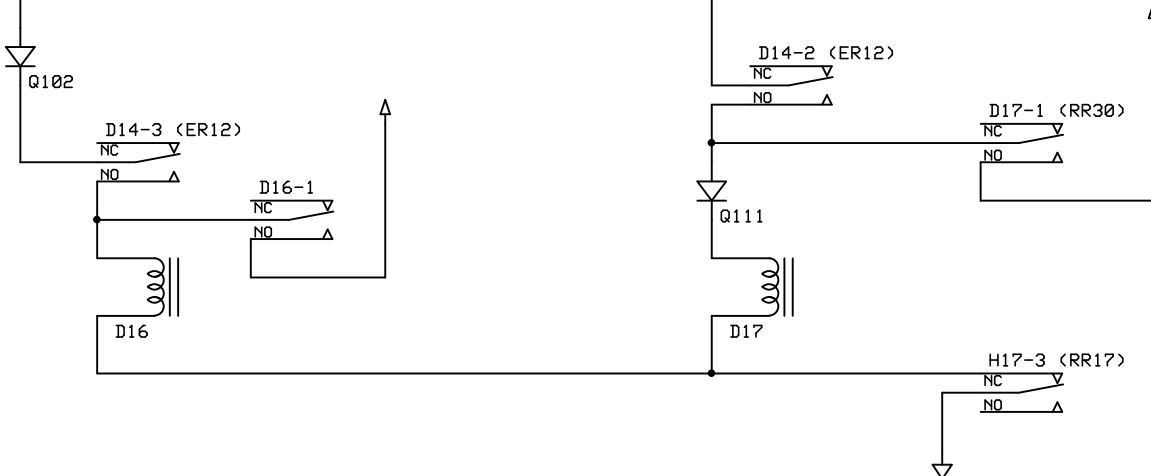 D14-2 (ER12)
NC
NO
Q102
D17-1 (RR30)
NC
NO
D14-3 (ER12)
NC
NO
D16-1
NC
NO
Q111
D16
D17
H17-3 (RR17)
NC
NO